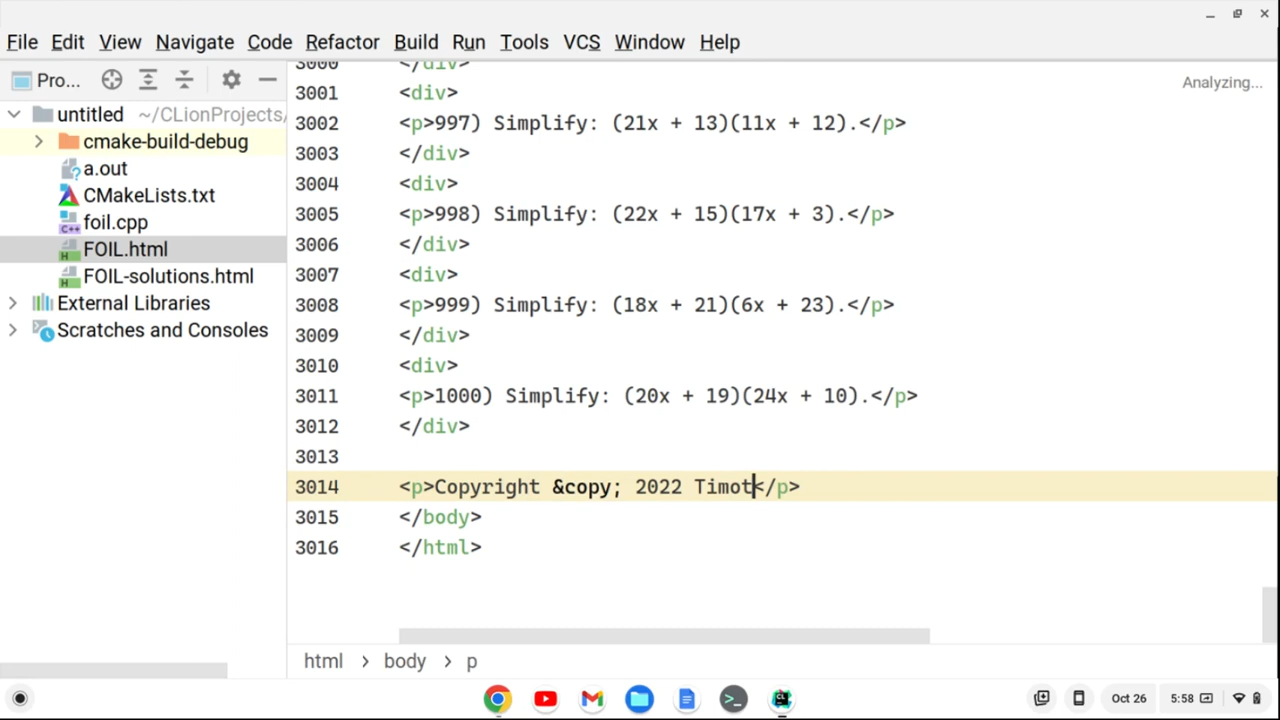 File Edit View Navigate Code Refactor Build Run Tools VCS Window Help
Pro...
Analyzing...
untitled ~/CLionProjects/
cmake-build-debug
a.out
CMakeLists.txt
foil.cpp
FOIL.html
FOIL-solutions.html
External Libraries
Scratches and Consoles
3000 </div>
3001 <div>
3002 <p>997) Simplify: (21x + 13)(11x + 12).</p>
3003 </div>
3004 <div>
3005 <p>998) Simplify: (22x + 15)(17x + 3).</p>
3006 </div>
3007 <div>
3008 <p>999) Simplify: (18x + 21)(6x + 23).</p>
3009 </div>
3010 <div>
3011 <p>1000) Simplify: (20x + 19)(24x + 10).</p>
3012 </div>
3013
3014 <p>Copyright &copy; 2022 Timot</p>
3015 </body>
3016 </html>
html > body > p
Oct 26 5:58